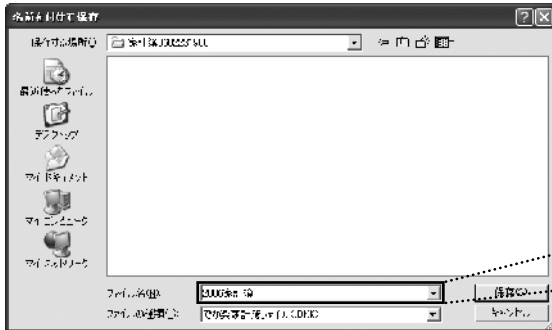 名前を付けて保存
保存する場所(I):
最近使ったファイル
デスクトップ
マイ ドキュメント
マイ コンピュータ
マイ ネットワーク
ファイル名(N):
保存(S)
ファイルの種類(T):
キャンセル